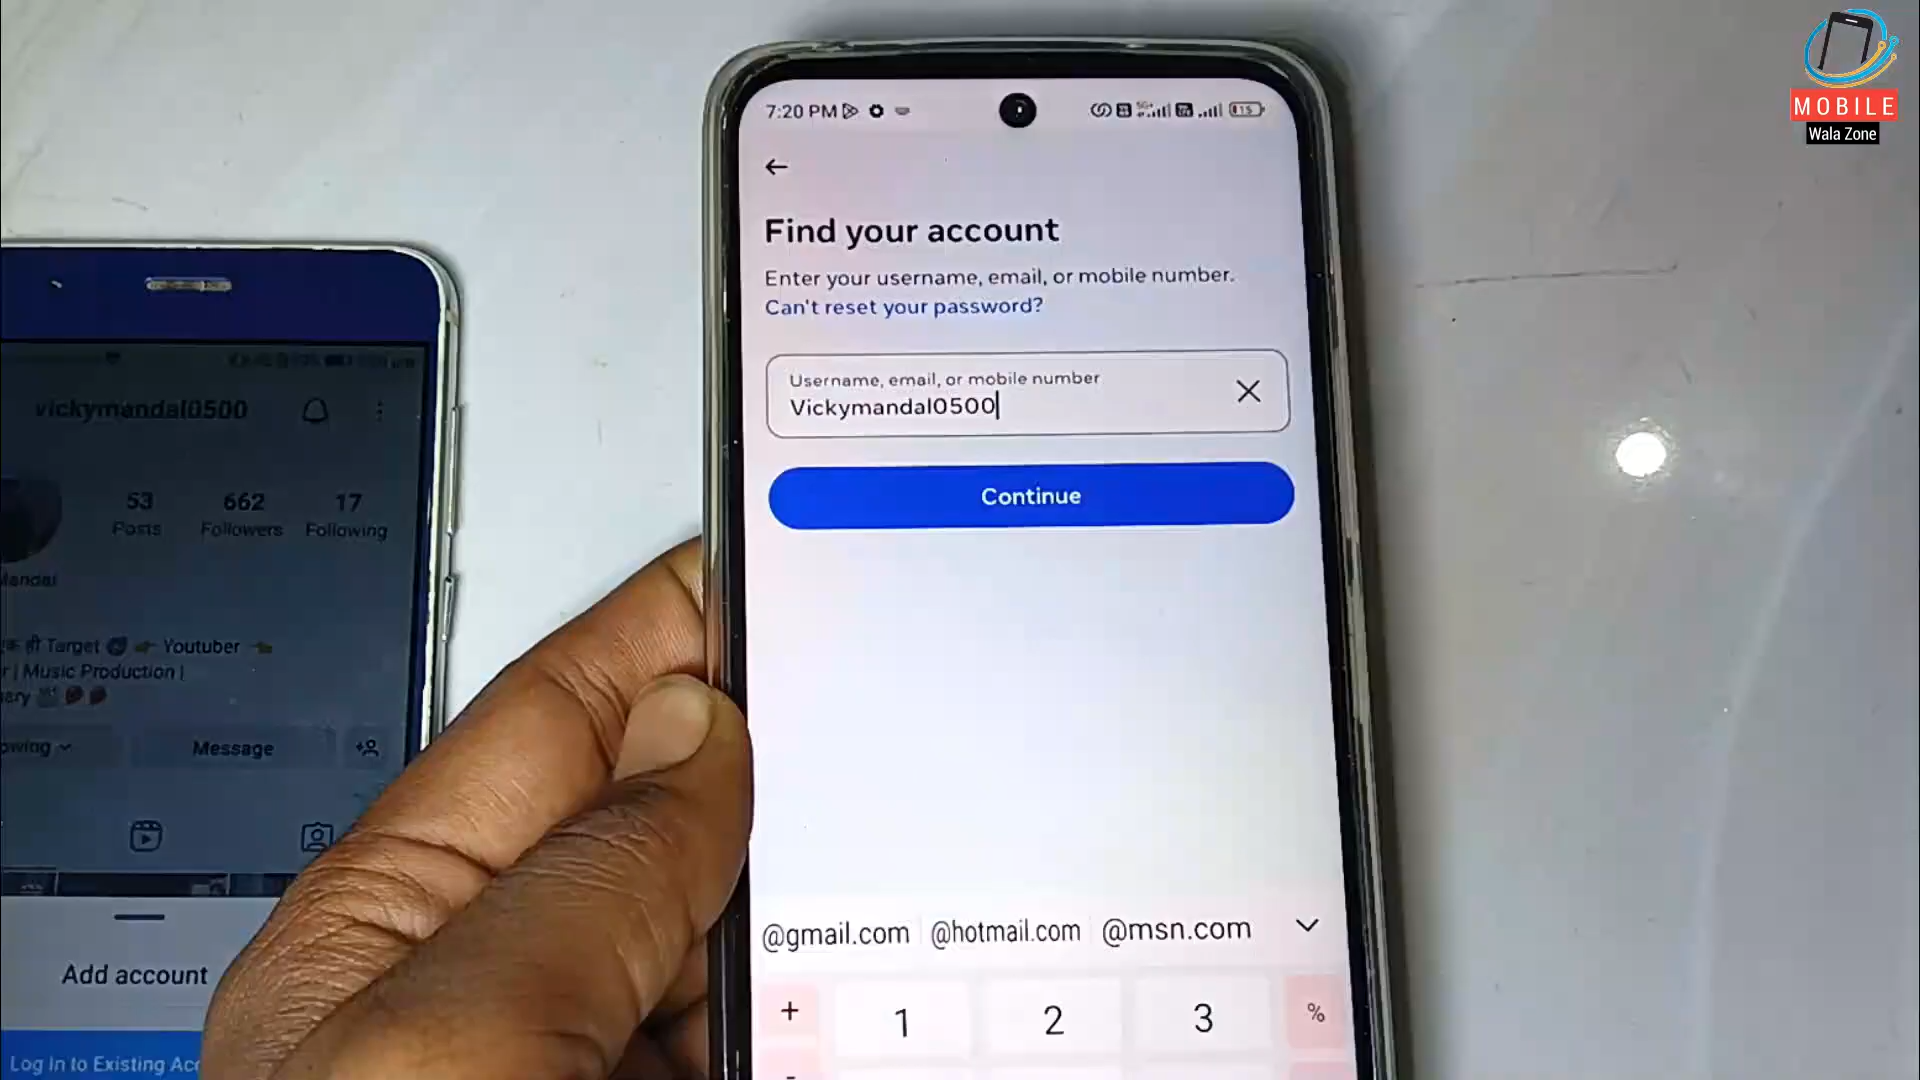 MOBILE
Wala Zone
7:20 PM
15
Find your account
Enter your username, email, or mobile number.
Can't reset your password?
Username, email, or mobile number
Vickymandal0500
Continue
@gmail.com @hotmail.com @msn.com
+ 1 2 3 %
-
vickymandal0500
53 662 17
Posts Followers Following
Mandal
ही Target Youtuber
r | Music Production |
Message
Add account
Log In to Existing